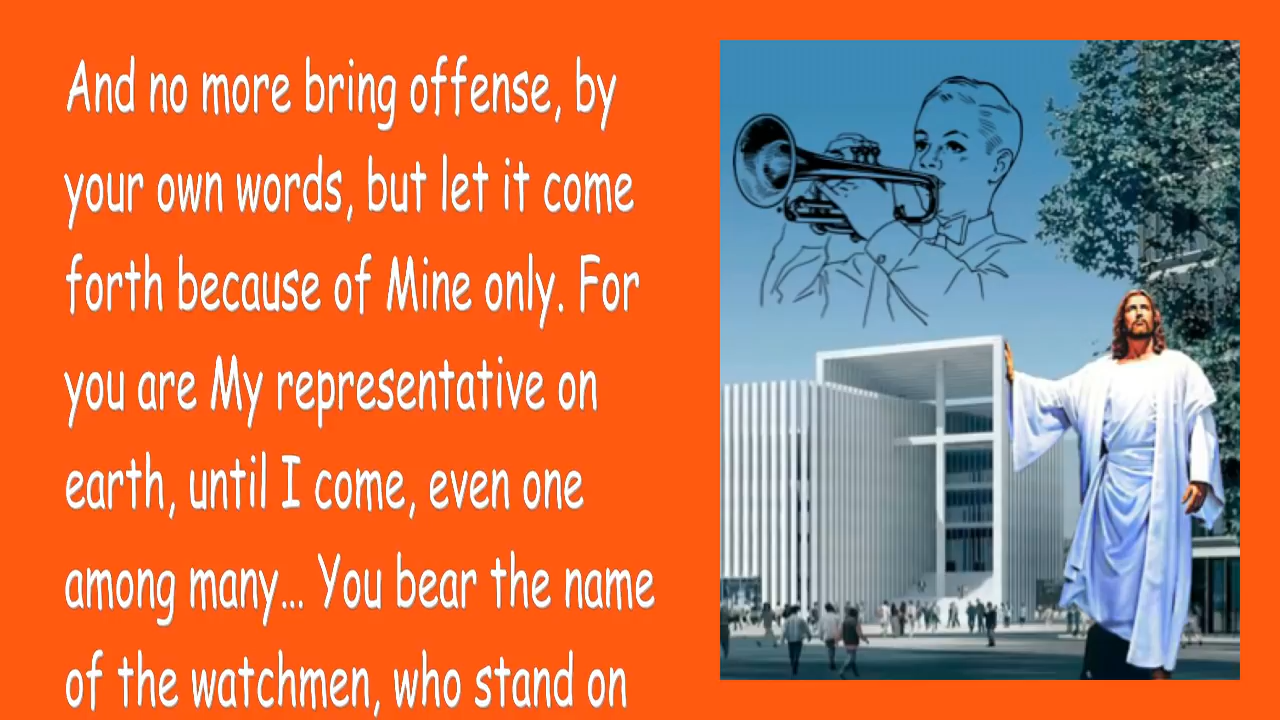 And no more bring offense, by
your own words, but let it come
forth because of Mine only. For
you are My representative on
earth, until I come, even one
among many... You bear the name
of the watchmen, who stand on